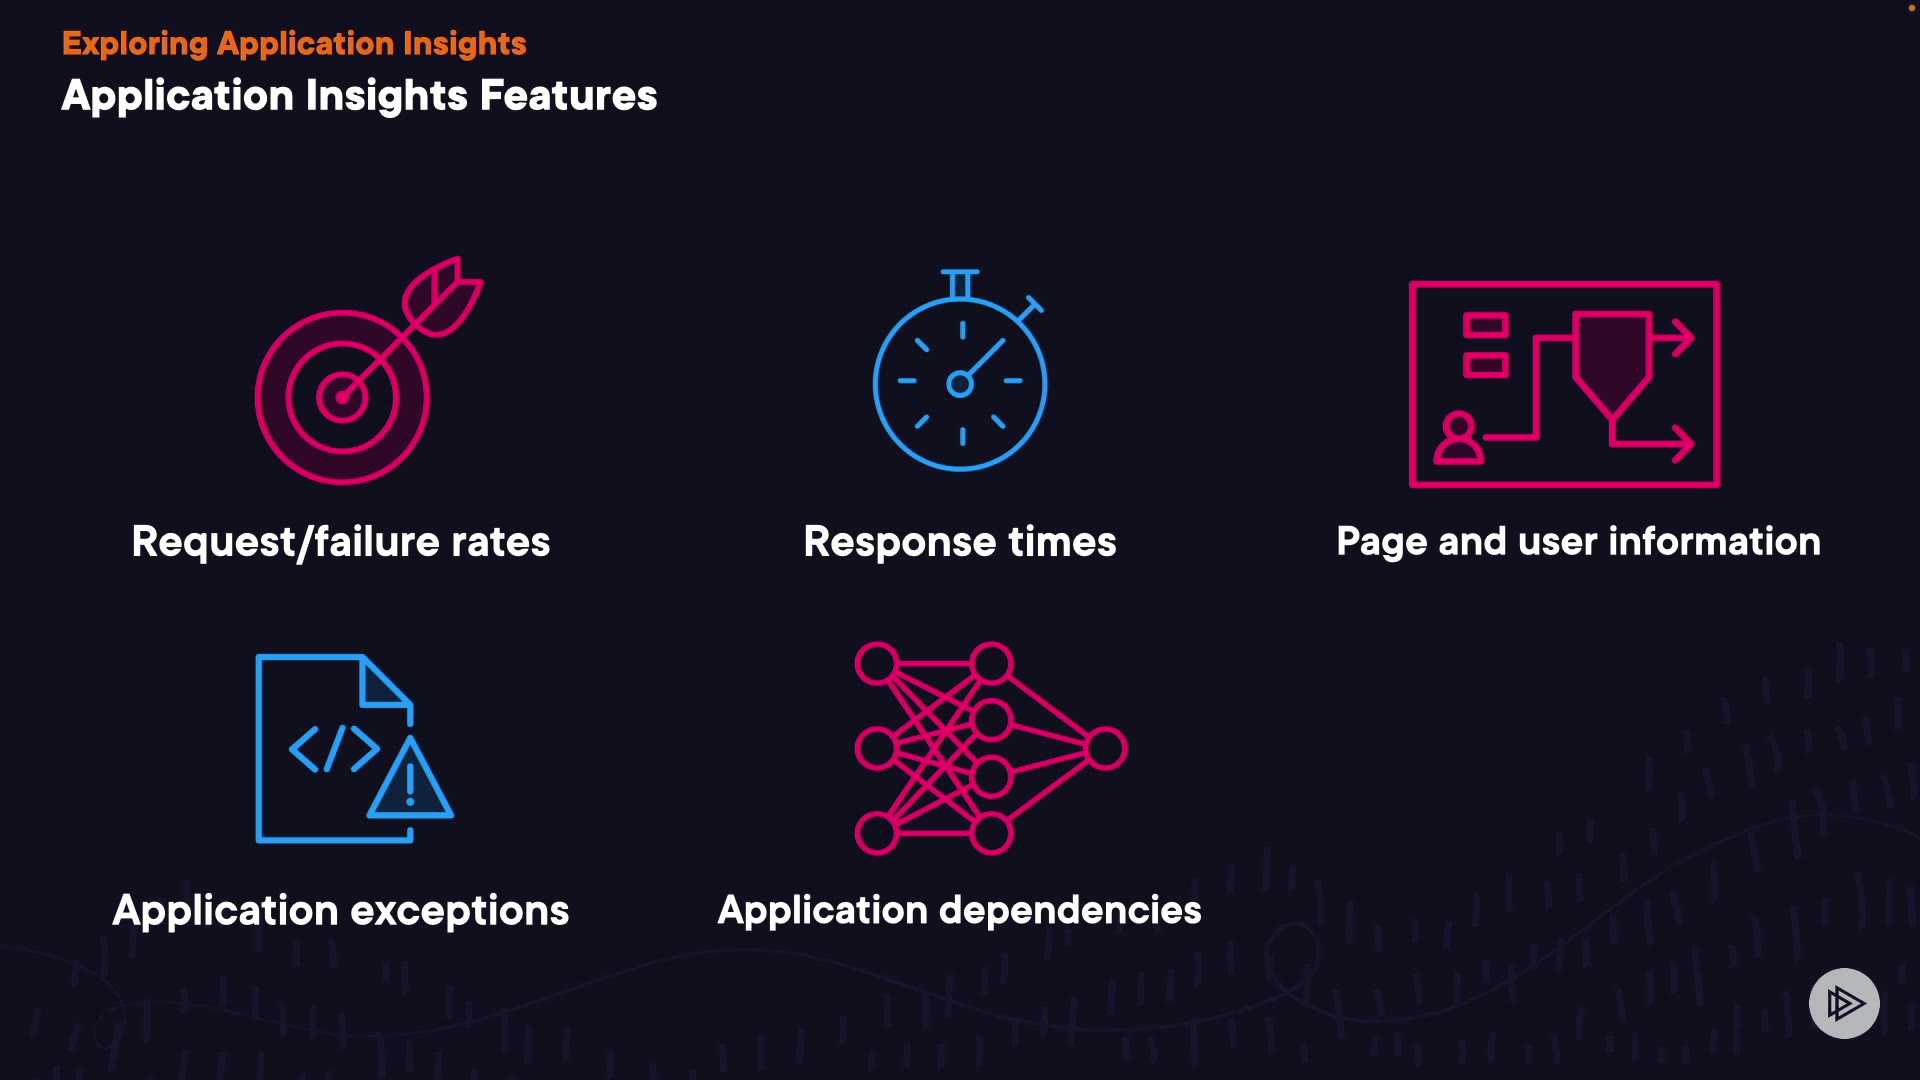 Exploring Application Insights
Application Insights Features
Request/failure rates
Response times
Page and user information
Application exceptions
Application dependencies